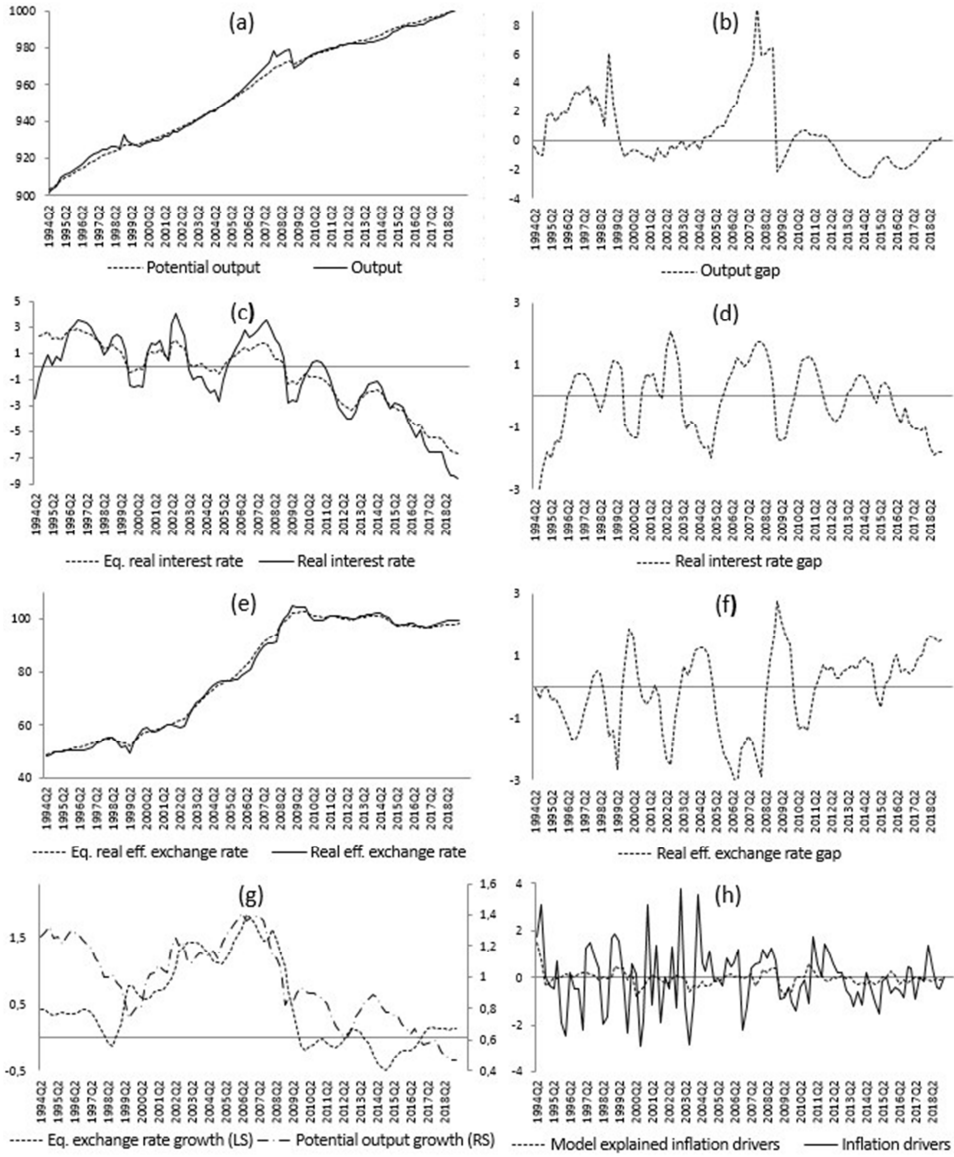 (a)
1000
980
960
940
920
900
1994Q2 1995Q2 1996Q2 1997Q2 1998Q2 1999Q2 2000Q2 2001Q2 2002Q2 2003Q2 2004Q2 2005Q2 2006Q2 2007Q2 2008Q2 2009Q2 2010Q2 2011Q2 2012Q2 2013Q2 2014Q2 2015Q2 2016Q2 2017Q2 2018Q2
Potential output Output
(b)
8
6
4
2
0
-2
-4
1994Q2 1995Q2 1996Q2 1997Q2 1998Q2 1999Q2 2000Q2 2001Q2 2002Q2 2003Q2 2004Q2 2005Q2 2006Q2 2007Q2 2008Q2 2009Q2 2010Q2 2011Q2 2012Q2 2013Q2 2014Q2 2015Q2 2016Q2 2017Q2 2018Q2
Output gap
(c)
5
3
1
-1
-3
-5
-7
-9
1994Q2 1995Q2 1996Q2 1997Q2 1998Q2 1999Q2 2000Q2 2001Q2 2002Q2 2003Q2 2004Q2 2005Q2 2006Q2 2007Q2 2008Q2 2009Q2 2010Q2 2011Q2 2012Q2 2013Q2 2014Q2 2015Q2 2016Q2 2017Q2 2018Q2
Eq. real interest rate Real interest rate
(d)
3
1
-1
-3
1994Q2 1995Q2 1996Q2 1997Q2 1998Q2 1999Q2 2000Q2 2001Q2 2002Q2 2003Q2 2004Q2 2005Q2 2006Q2 2007Q2 2008Q2 2009Q2 2010Q2 2011Q2 2012Q2 2013Q2 2014Q2 2015Q2 2016Q2 2017Q2 2018Q2
Real interest rate gap
(e)
100
80
60
40
1994Q2 1995Q2 1996Q2 1997Q2 1998Q2 1999Q2 2000Q2 2001Q2 2002Q2 2003Q2 2004Q2 2005Q2 2006Q2 2007Q2 2008Q2 2009Q2 2010Q2 2011Q2 2012Q2 2013Q2 2014Q2 2015Q2 2016Q2 2017Q2 2018Q2
Eq. real eff. exchange rate Real eff. exchange rate
(f)
3
1
-1
-3
1994Q2 1995Q2 1996Q2 1997Q2 1998Q2 1999Q2 2000Q2 2001Q2 2002Q2 2003Q2 2004Q2 2005Q2 2006Q2 2007Q2 2008Q2 2009Q2 2010Q2 2011Q2 2012Q2 2013Q2 2014Q2 2015Q2 2016Q2 2017Q2 2018Q2
Real eff. exchange rate gap
(g)
1,5
0,5
-0,5
1,6
1,4
1,2
1
0,8
0,6
0,4
1994Q2 1995Q2 1996Q2 1997Q2 1998Q2 1999Q2 2000Q2 2001Q2 2002Q2 2003Q2 2004Q2 2005Q2 2006Q2 2007Q2 2008Q2 2009Q2 2010Q2 2011Q2 2012Q2 2013Q2 2014Q2 2015Q2 2016Q2 2017Q2 2018Q2
Eq. exchange rate growth (LS) Potential output growth (RS)
(h)
4
2
0
-2
-4
1994Q2 1995Q2 1996Q2 1997Q2 1998Q2 1999Q2 2000Q2 2001Q2 2002Q2 2003Q2 2004Q2 2005Q2 2006Q2 2007Q2 2008Q2 2009Q2 2010Q2 2011Q2 2012Q2 2013Q2 2014Q2 2015Q2 2016Q2 2017Q2 2018Q2
Model explained inflation drivers Inflation drivers